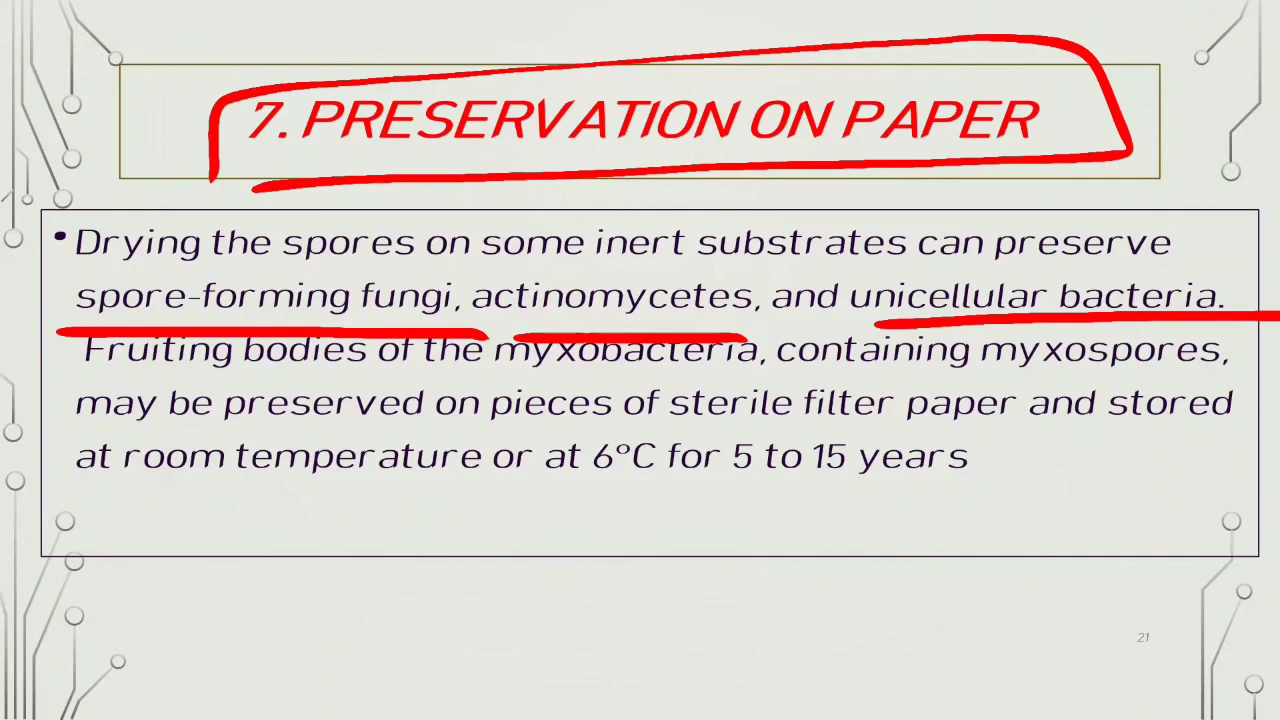 7. PRESERVATION ON PAPER
• Drying the spores on some inert substrates can preserve
spore-forming fungi, actinomycetes, and unicellular bacteria.
Fruiting bodies of the myxobacteria, containing myxospores,
may be preserved on pieces of sterile filter paper and stored
at room temperature or at 6°C for 5 to 15 years
21